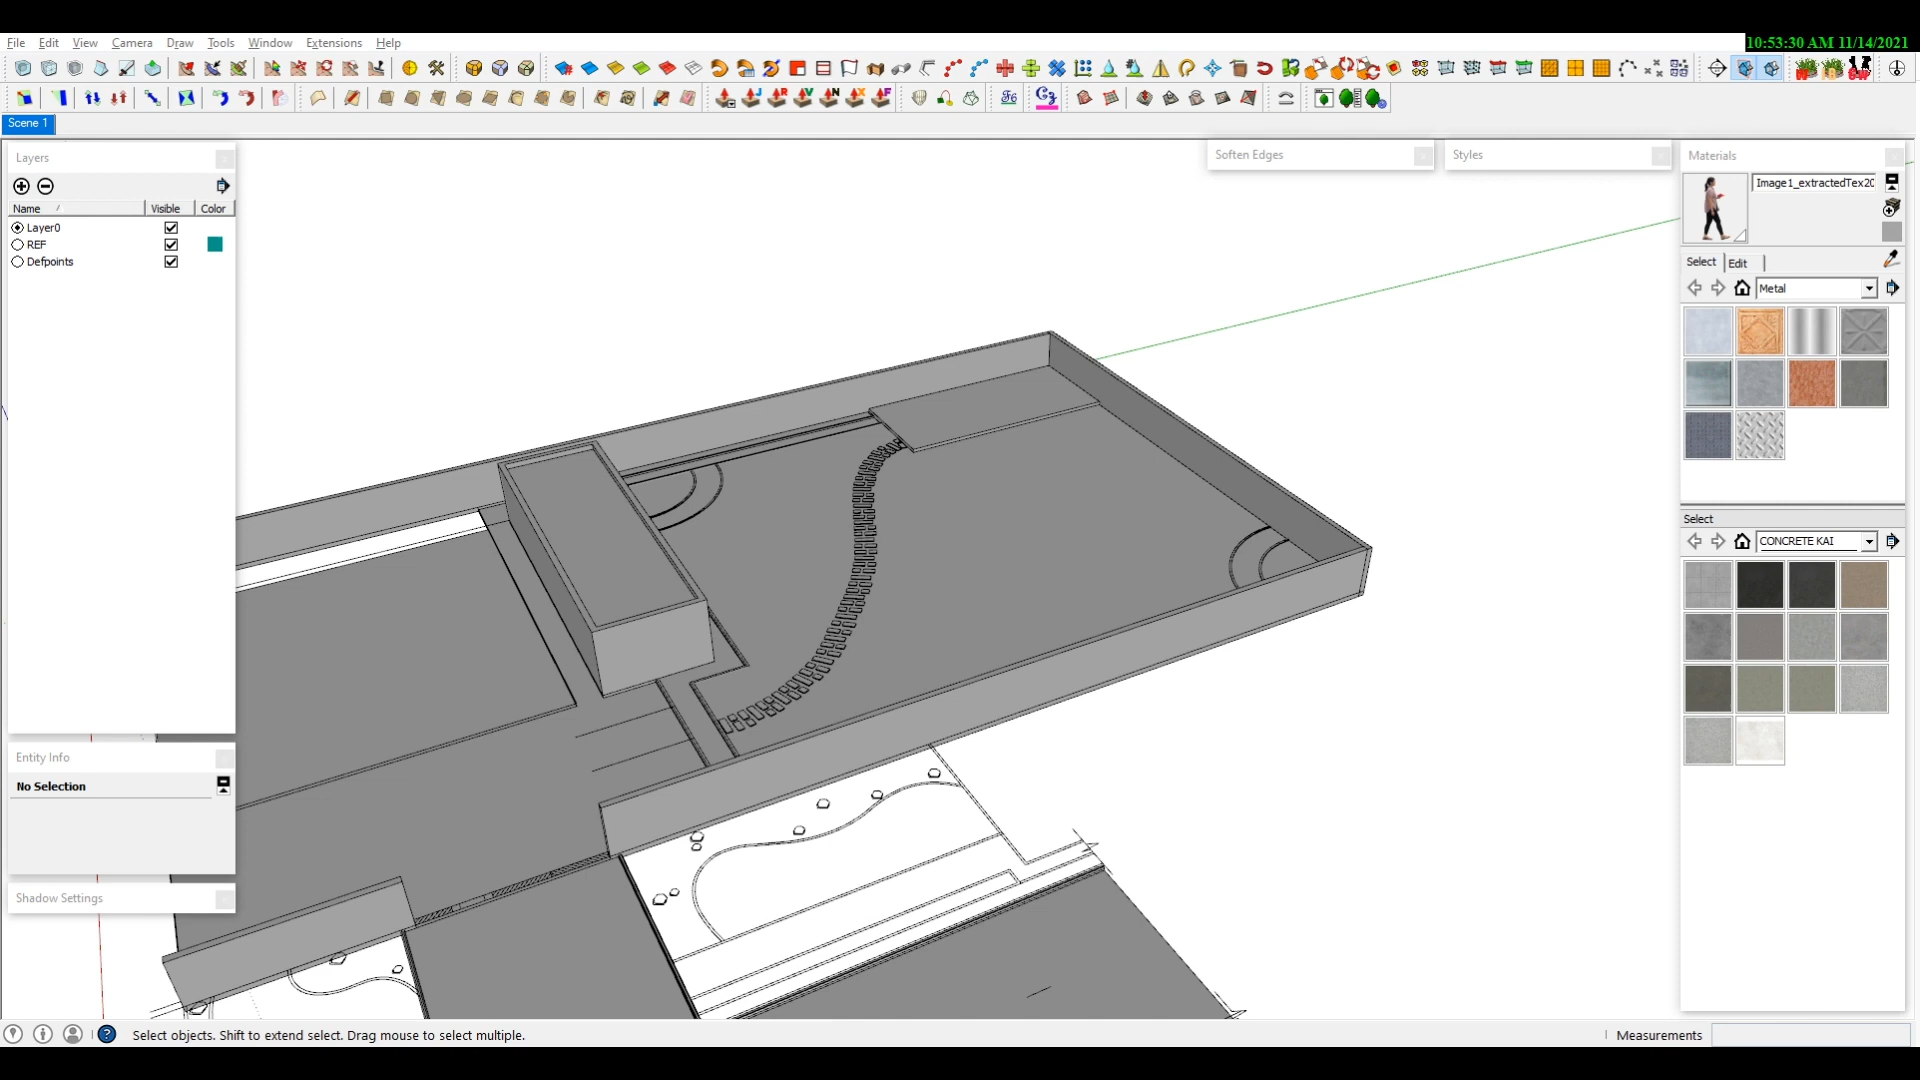 10:53:30 AM 11/14/2021
File Edit View Camera Draw Tools Window Extensions Help
Scene 1
Layers
Name Visible Color
Layer0
REF
Defpoints
Entity Info
No Selection
Shadow Settings
Soften Edges
Styles
Materials
Image1_extractedTex20
Select Edit
Metal
Select
CONCRETE KAI
Select objects. Shift to extend select. Drag mouse to select multiple.
Measurements